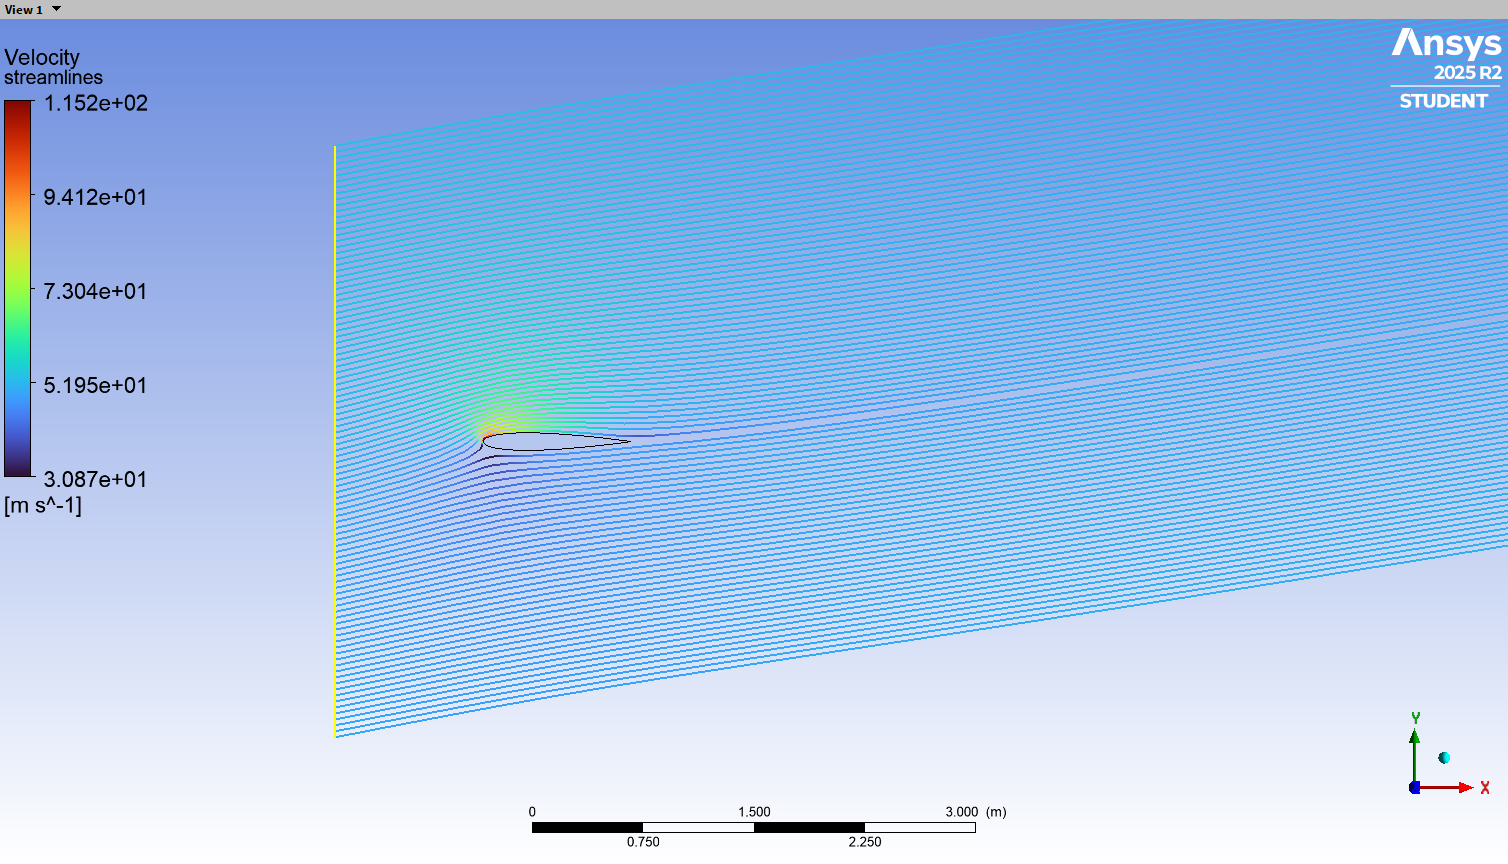 View 1
Velocity
streamlines
1.152e+02
9.412e+01
7.304e+01
5.195e+01
3.087e+01
[m s^-1]
Ansys
2025 R2
STUDENT
Y
X
0 1.500 3.000 (m)
0.750 2.250